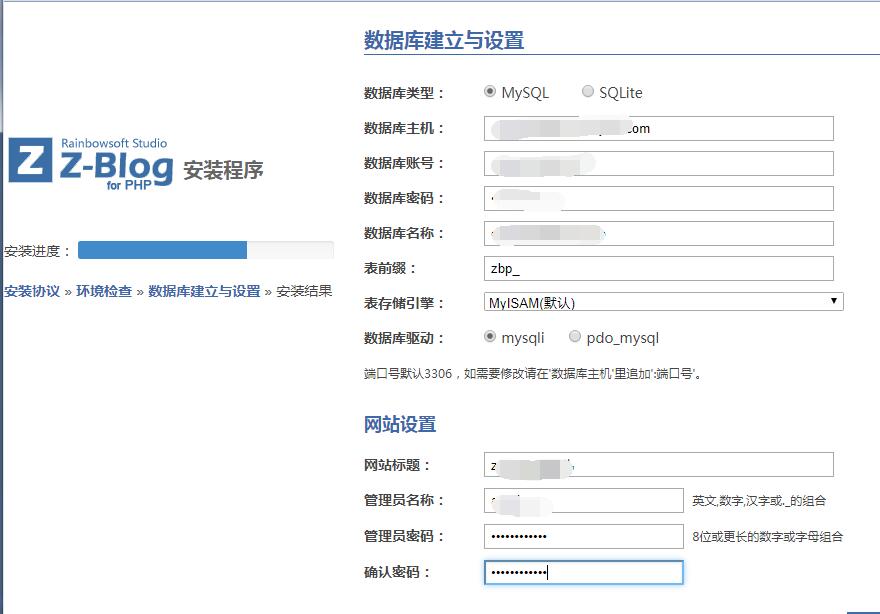 数据库建立与设置
数据库类型： MySQL SQLite
数据库主机： .com
数据库账号：
数据库密码：
数据库名称：
表前缀： zbp_
表存储引擎： MyISAM(默认)
数据库驱动： mysqli pdo_mysql
端口号默认3306，如需要修改请在'数据库主机'里追加':端口号'。
Rainbowsoft Studio
Z Z-Blog 安装程序
for PHP
安装进度：
安装协议 » 环境检查 » 数据库建立与设置 » 安装结果
网站设置
网站标题： z
管理员名称： 英文,数字,汉字或._的组合
管理员密码： •••••••••••• 8位或更长的数字或字母组合
确认密码： ••••••••••••